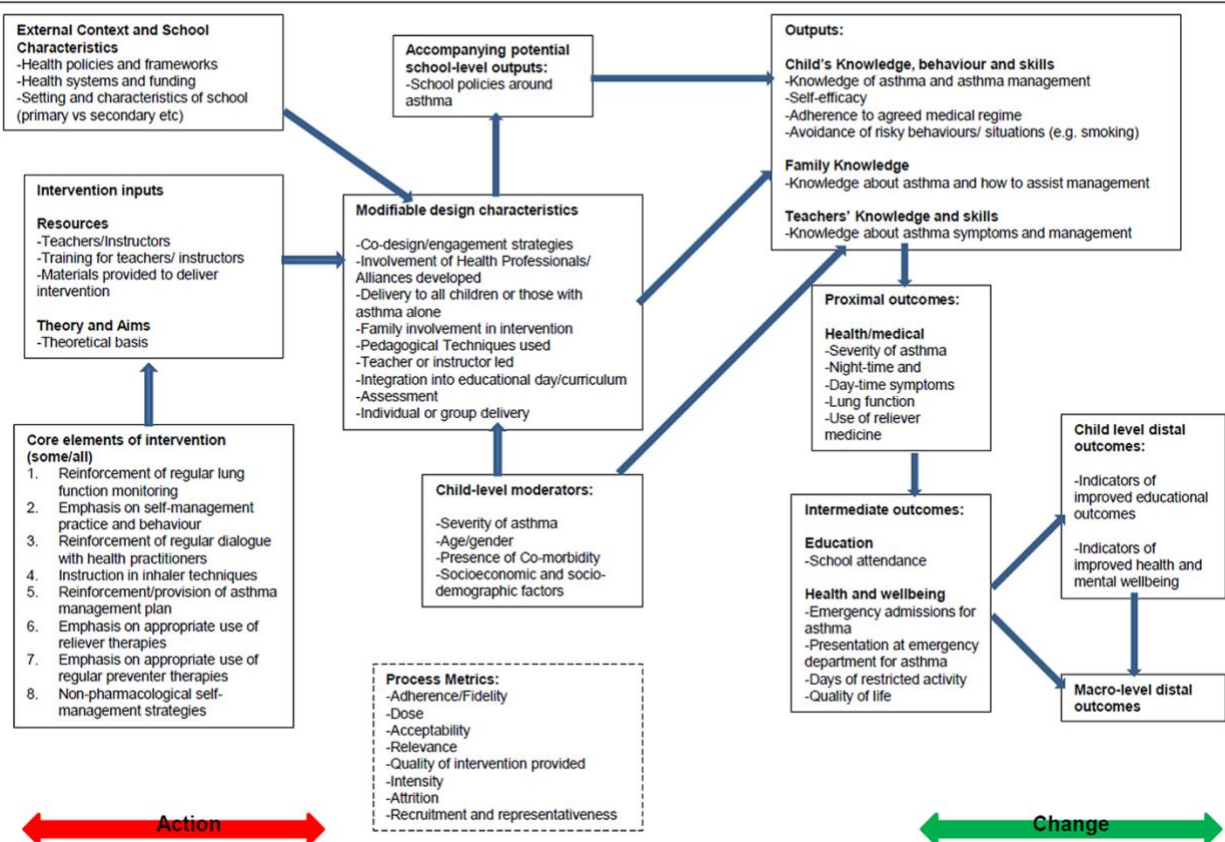 External Context and School
Characteristics
-Health policies and frameworks
-Health systems and funding
-Setting and characteristics of school
(primary vs secondary etc)
Accompanying potential
school-level outputs:
-School policies around
asthma
Outputs:
Child's Knowledge, behaviour and skills
-Knowledge of asthma and asthma management
-Self-efficacy
-Adherence to agreed medical regime
-Avoidance of risky behaviours/ situations (e.g. smoking)
Family Knowledge
-Knowledge about asthma and how to assist management
Teachers' Knowledge and skills
-Knowledge about asthma symptoms and management
Intervention inputs
Resources
-Teachers/Instructors
-Training for teachers/ instructors
-Materials provided to deliver
intervention
Theory and Aims
-Theoretical basis
Modifiable design characteristics
-Co-design/engagement strategies
-Involvement of Health Professionals/
Alliances developed
-Delivery to all children or those with
asthma alone
-Family involvement in intervention
-Pedagogical Techniques used
-Teacher or instructor led
-Integration into educational day/curriculum
-Assessment
-Individual or group delivery
Proximal outcomes:
Health/medical
-Severity of asthma
-Night-time and
-Day-time symptoms
-Lung function
-Use of reliever
medicine
Core elements of intervention
(some/all)
1. Reinforcement of regular lung
function monitoring
2. Emphasis on self-management
practice and behaviour
3. Reinforcement of regular dialogue
with health practitioners
4. Instruction in inhaler techniques
5. Reinforcement/provision of asthma
management plan
6. Emphasis on appropriate use of
reliever therapies
7. Emphasis on appropriate use of
regular preventer therapies
8. Non-pharmacological self-
management strategies
Child-level moderators:
-Severity of asthma
-Age/gender
-Presence of Co-morbidity
-Socioeconomic and socio-
demographic factors
Intermediate outcomes:
Education
-School attendance
Health and wellbeing
-Emergency admissions for
asthma
-Presentation at emergency
department for asthma
-Days of restricted activity
-Quality of life
Child level distal
outcomes:
-Indicators of
improved educational
outcomes
-Indicators of
improved health and
mental wellbeing
Macro-level distal
outcomes
Process Metrics:
-Adherence/Fidelity
-Dose
-Acceptability
-Relevance
-Quality of intervention provided
-Intensity
-Attrition
-Recruitment and representativeness
Action
Change